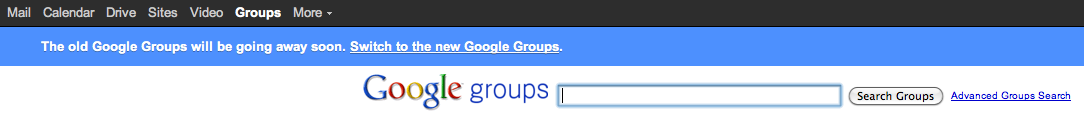 Mail Calendar Drive Sites Video Groups More
The old Google Groups will be going away soon. Switch to the new Google Groups.
Google groups Search Groups Advanced Groups Search